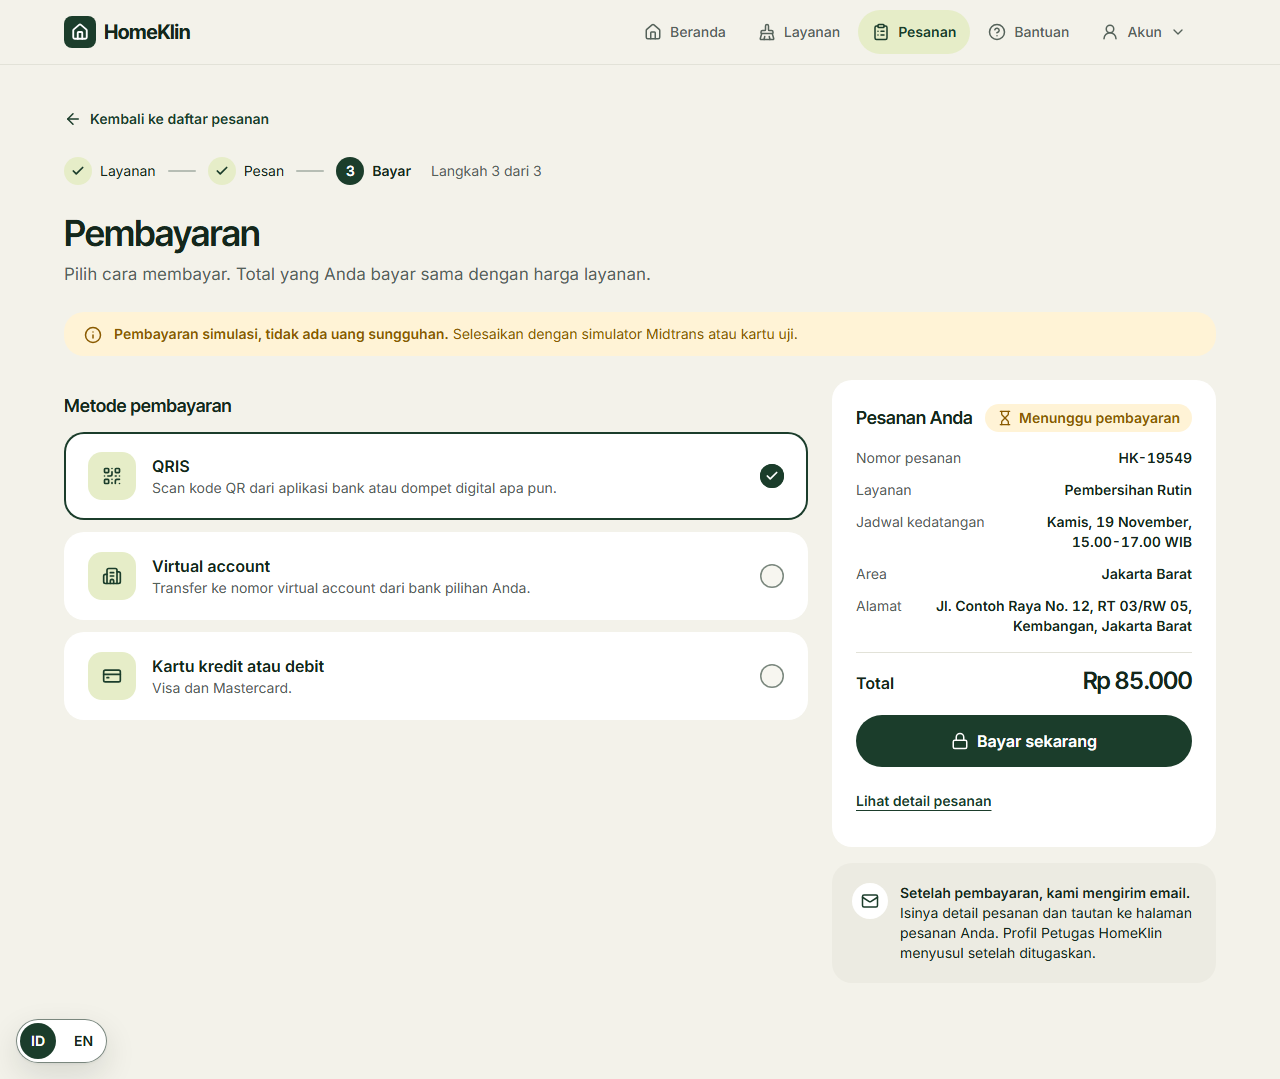 HomeKlin
Beranda
Layanan
Pesanan
Bantuan
Akun
Kembali ke daftar pesanan
Layanan
Pesan
3 Bayar
Langkah 3 dari 3
Pembayaran
Pilih cara membayar. Total yang Anda bayar sama dengan harga layanan.
Pembayaran simulasi, tidak ada uang sungguhan. Selesaikan dengan simulator Midtrans atau kartu uji.
Metode pembayaran
QRIS
Scan kode QR dari aplikasi bank atau dompet digital apa pun.
Virtual account
Transfer ke nomor virtual account dari bank pilihan Anda.
Kartu kredit atau debit
Visa dan Mastercard.
Pesanan Anda
Menunggu pembayaran
Nomor pesanan HK-19549
Layanan Pembersihan Rutin
Jadwal kedatangan Kamis, 19 November,
15.00-17.00 WIB
Area Jakarta Barat
Alamat Jl. Contoh Raya No. 12, RT 03/RW 05,
Kembangan, Jakarta Barat
Total Rp 85.000
Bayar sekarang
Lihat detail pesanan
Setelah pembayaran, kami mengirim email.
Isinya detail pesanan dan tautan ke halaman
pesanan Anda. Profil Petugas HomeKlin
menyusul setelah ditugaskan.
ID EN